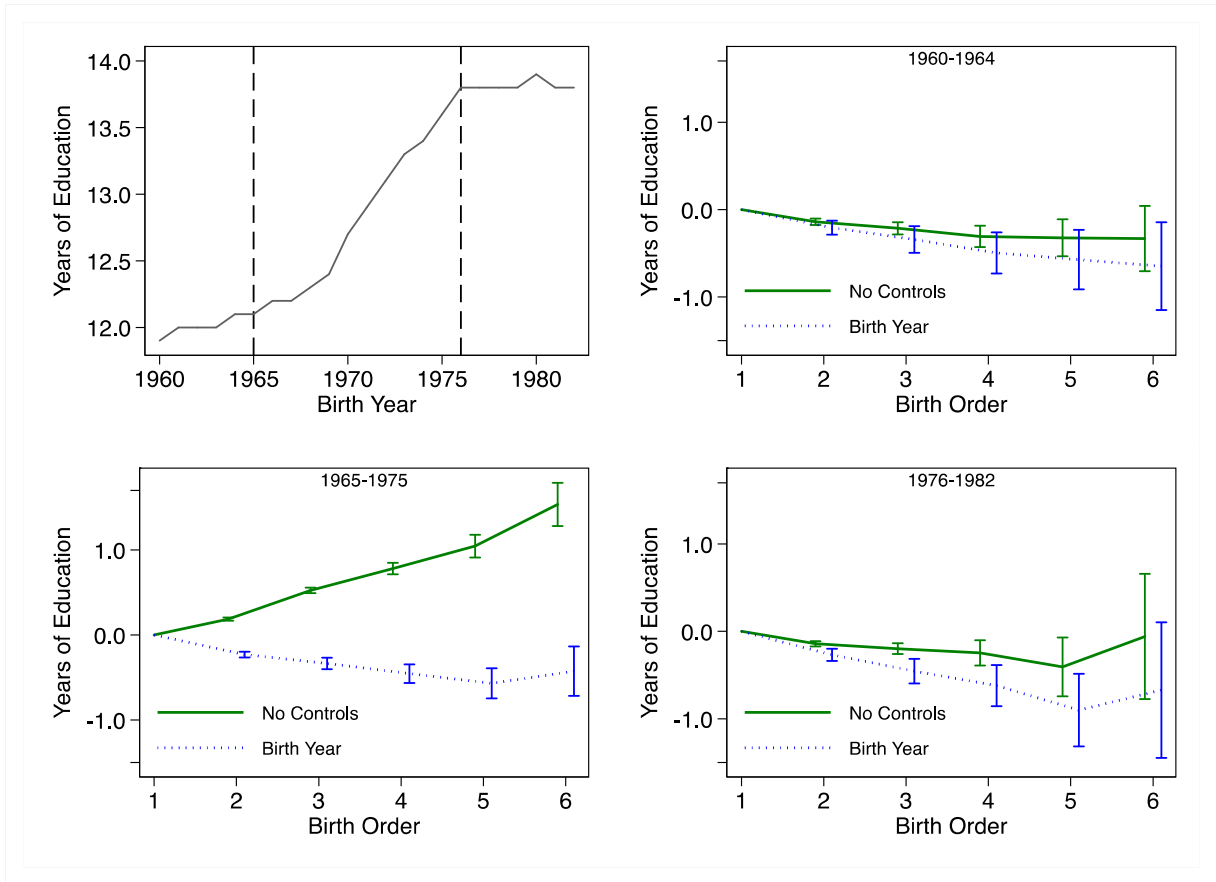 14.0
13.5
13.0
12.5
12.0
Years of Education
1960 1965 1970 1975 1980
Birth Year
1960-1964
1.0
0.0
-1.0
Years of Education
No Controls
Birth Year
1 2 3 4 5 6
Birth Order
1965-1975
1.0
0.0
-1.0
Years of Education
No Controls
Birth Year
1 2 3 4 5 6
Birth Order
1976-1982
1.0
0.0
-1.0
Years of Education
No Controls
Birth Year
1 2 3 4 5 6
Birth Order